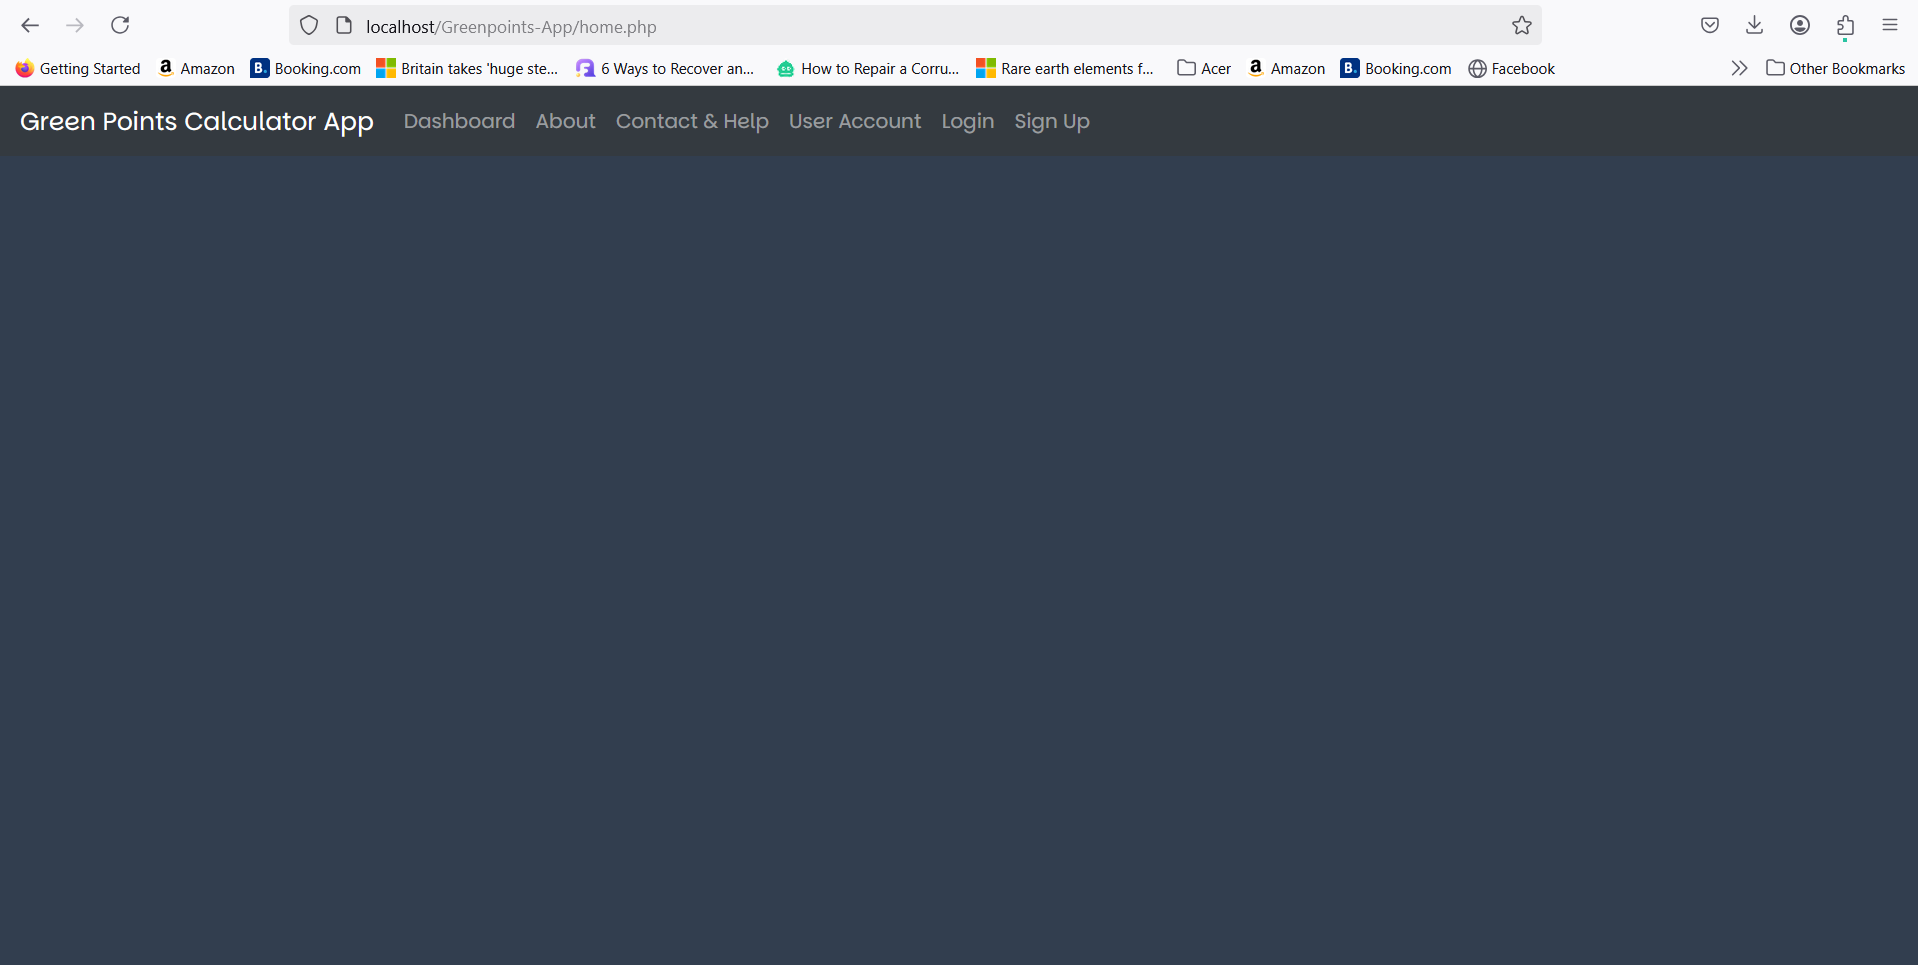 localhost/Greenpoints-App/home.php
Getting Started Amazon Booking.com Britain takes 'huge ste... 6 Ways to Recover an... How to Repair a Corru... Rare earth elements f... Acer Amazon Booking.com Facebook Other Bookmarks
Green Points Calculator App Dashboard About Contact & Help User Account Login Sign Up